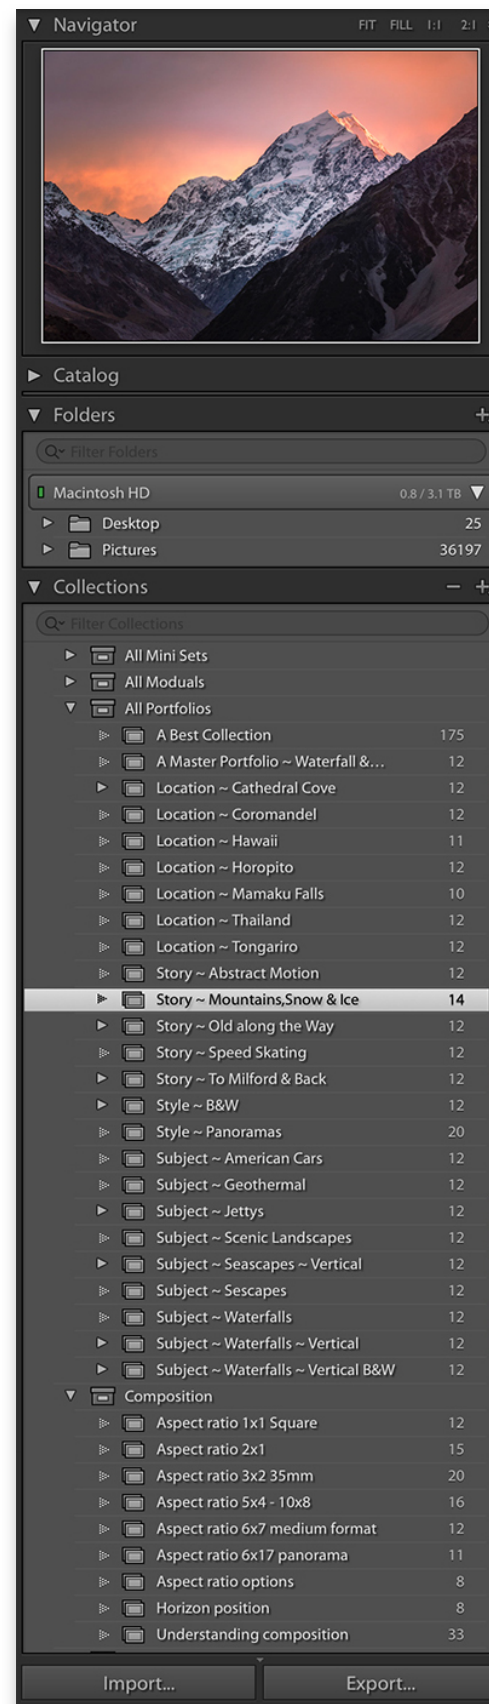 Navigator FIT FILL 1:1 2:1
Catalog
Folders +
Filter Folders
Macintosh HD 0.8 / 3.1 TB
Desktop 25
Pictures 36197
Collections − +
Filter Collections
All Mini Sets
All Moduals
All Portfolios
A Best Collection 175
A Master Portfolio ~ Waterfall &... 12
Location ~ Cathedral Cove 12
Location ~ Coromandel 12
Location ~ Hawaii 11
Location ~ Horopito 12
Location ~ Mamaku Falls 10
Location ~ Thailand 12
Location ~ Tongariro 12
Story ~ Abstract Motion 12
Story ~ Mountains,Snow & Ice 14
Story ~ Old along the Way 12
Story ~ Speed Skating 12
Story ~ To Milford & Back 12
Style ~ B&W 12
Style ~ Panoramas 20
Subject ~ American Cars 12
Subject ~ Geothermal 12
Subject ~ Jettys 12
Subject ~ Scenic Landscapes 12
Subject ~ Seascapes ~ Vertical 12
Subject ~ Sescapes 12
Subject ~ Waterfalls 12
Subject ~ Waterfalls ~ Vertical 12
Subject ~ Waterfalls ~ Vertical B&W 12
Composition
Aspect ratio 1x1 Square 12
Aspect ratio 2x1 15
Aspect ratio 3x2 35mm 20
Aspect ratio 5x4 - 10x8 16
Aspect ratio 6x7 medium format 12
Aspect ratio 6x17 panorama 11
Aspect ratio options 8
Horizon position 8
Understanding composition 33
Import... Export...